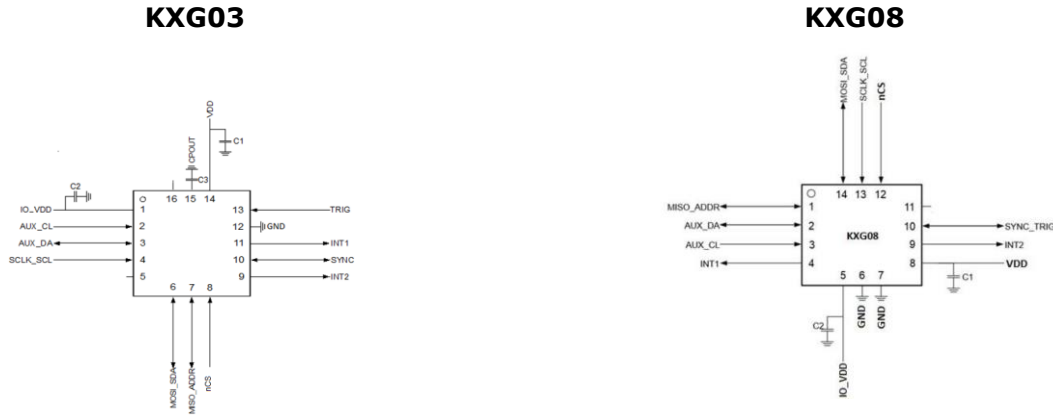 KXG03
VDD
C1
CPOUT
C3
C2
16
15
14
IO_VDD
1
13
TRIG
AUX_CL
2
12
GND
AUX_DA
3
11
INT1
SCLK_SCL
4
10
SYNC
5
9
INT2
6
7
8
MOSI_SDA
MISO_ADDR
nCS
KXG08
MOSI_SDA
SCLK_SCL
nCS
14
13
12
MISO_ADDR
1
11
AUX_DA
2
10
SYNC_TRIG
KXG08
AUX_CL
3
9
INT2
INT1
4
8
VDD
5
6
7
C1
C2
GND
GND
IO_VDD